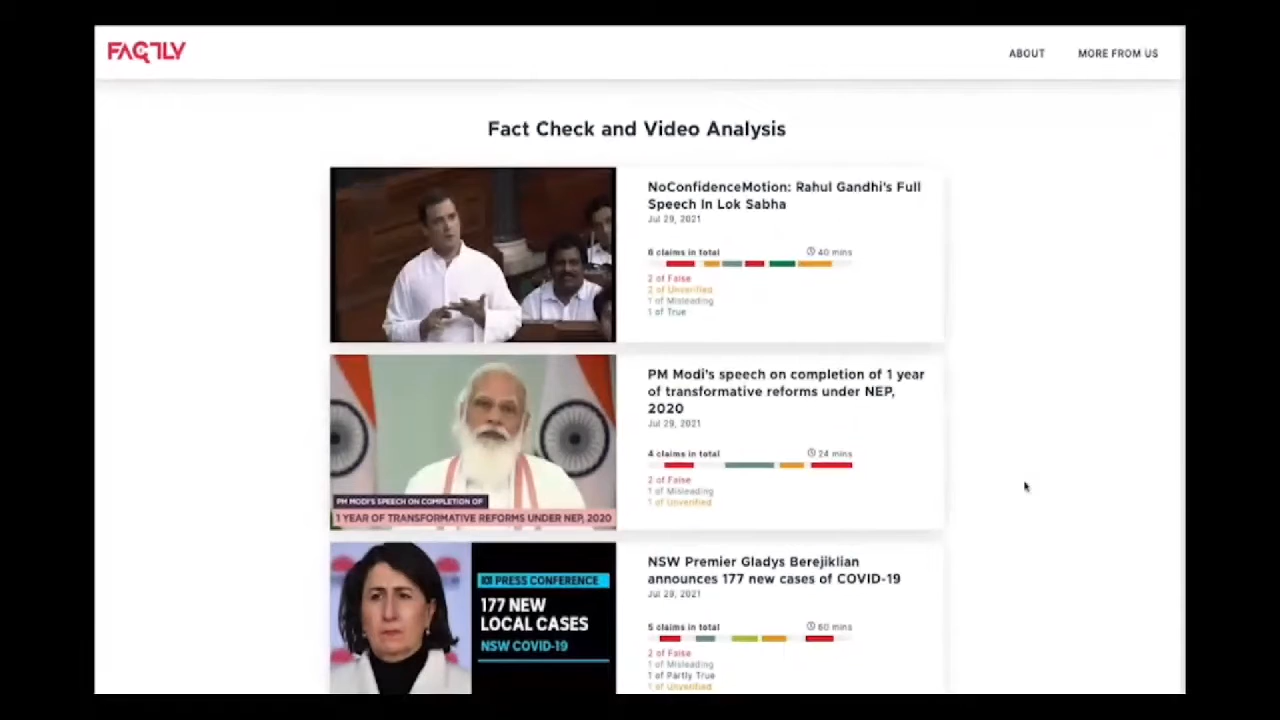 FACTLY
ABOUT
MORE FROM US
Fact Check and Video Analysis
NoConfidenceMotion: Rahul Gandhi's Full
Speech In Lok Sabha
Jul 29, 2021
6 claims in total
40 mins
2 of False
2 of Unverified
1 of Misleading
1 of True
PM MODI'S SPEECH ON COMPLETION OF
1 YEAR OF TRANSFORMATIVE REFORMS UNDER NEP, 2020
PM Modi's speech on completion of 1 year
of transformative reforms under NEP,
2020
Jul 29, 2021
4 claims in total
24 mins
2 of False
1 of Misleading
1 of Unverified
PRESS CONFERENCE
177 NEW
LOCAL CASES
NSW COVID-19
NSW Premier Gladys Berejiklian
announces 177 new cases of COVID-19
Jul 29, 2021
5 claims in total
60 mins
2 of False
1 of Misleading
1 of Partly True
1 of Unverified